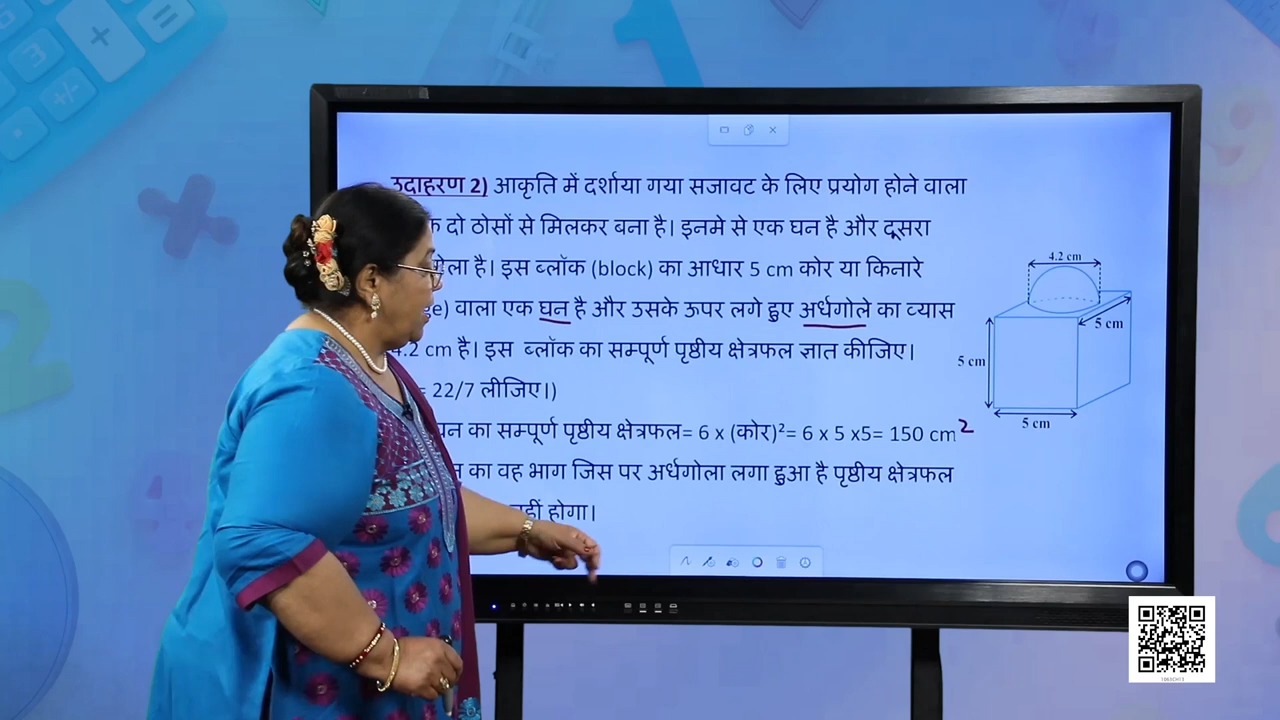 उदाहरण 2) आकृति में दर्शाया गया सजावट के लिए प्रयोग होने वाला
दो ठोसों से मिलकर बना है। इनमे से एक घन है और दूसरा
है। इस ब्लॉक (block) का आधार 5 cm कोर या किनारे
वाला एक घन है और उसके ऊपर लगे हुए अर्धगोले का व्यास
4.2 cm है। इस ब्लॉक का सम्पूर्ण पृष्ठीय क्षेत्रफल ज्ञात कीजिए।
= 22/7 लीजिए।)
का सम्पूर्ण पृष्ठीय क्षेत्रफल= 6 x (कोर)²= 6 x 5 x5= 150 cm²
का वह भाग जिस पर अर्धगोला लगा हुआ है पृष्ठीय क्षेत्रफल
नहीं होगा।
4.2 cm
5 cm
5 cm
5 cm
1063CH13